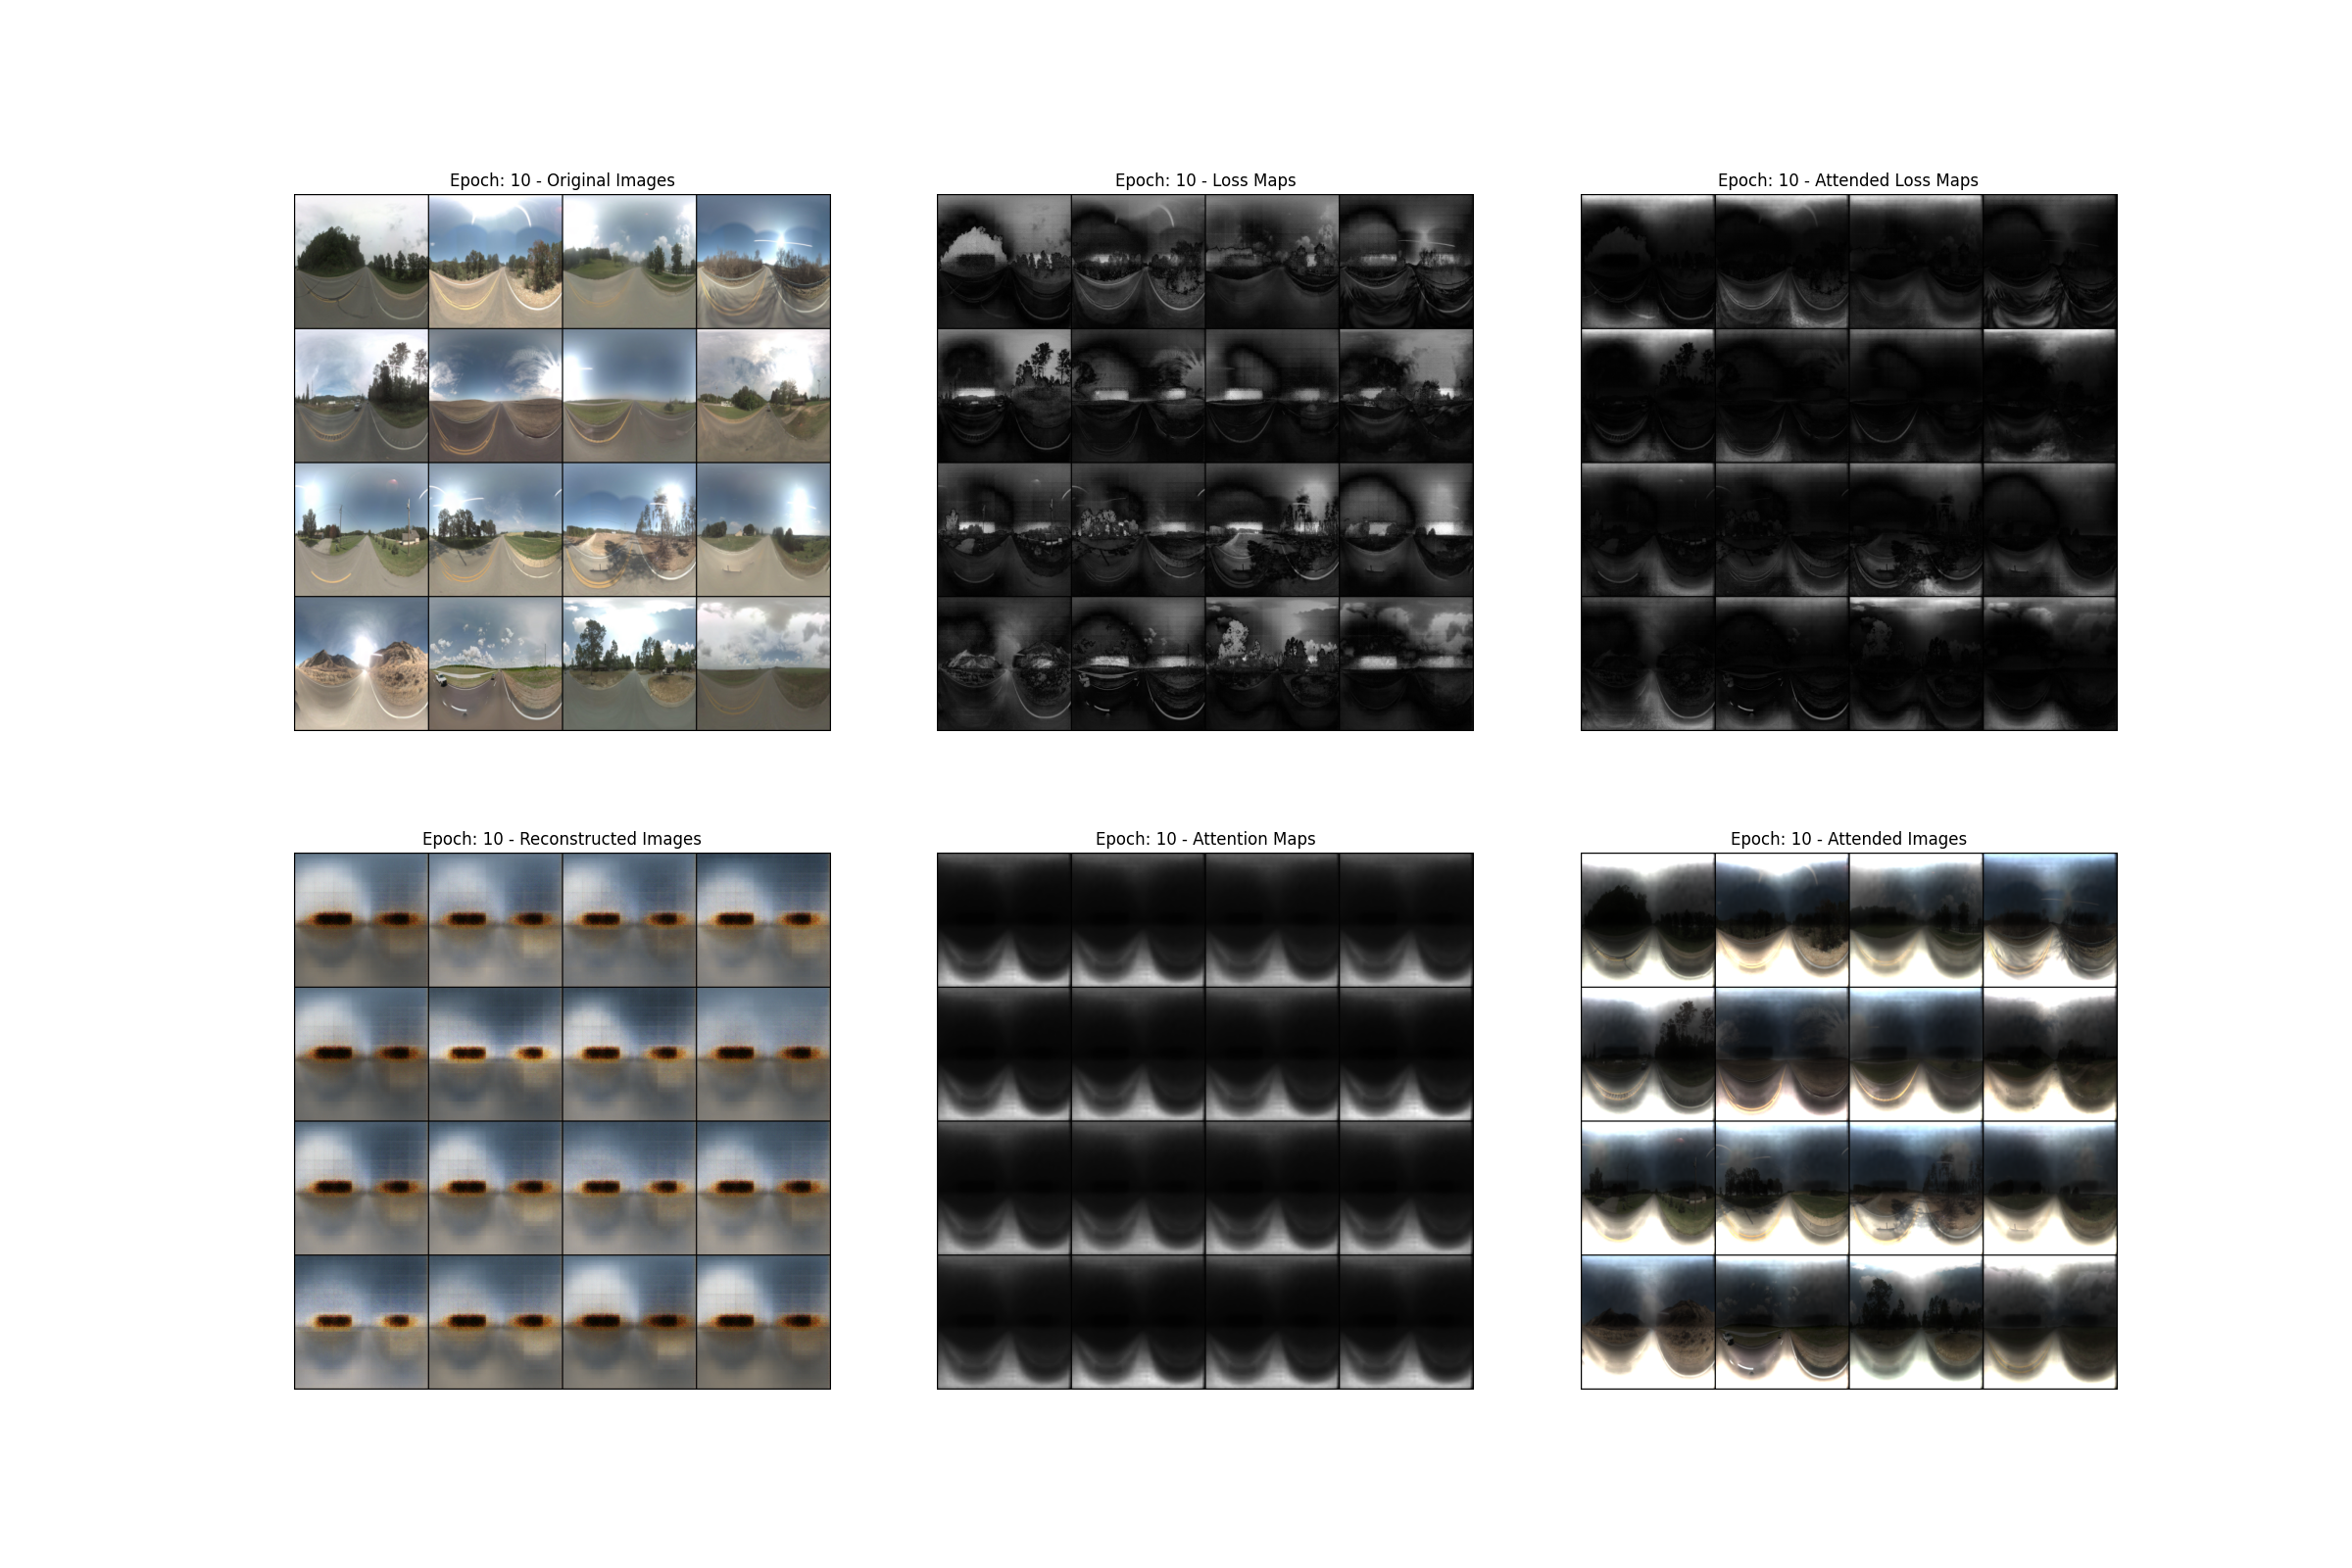 Epoch: 10 - Original Images
Epoch: 10 - Loss Maps
Epoch: 10 - Attended Loss Maps
Epoch: 10 - Reconstructed Images
Epoch: 10 - Attention Maps
Epoch: 10 - Attended Images